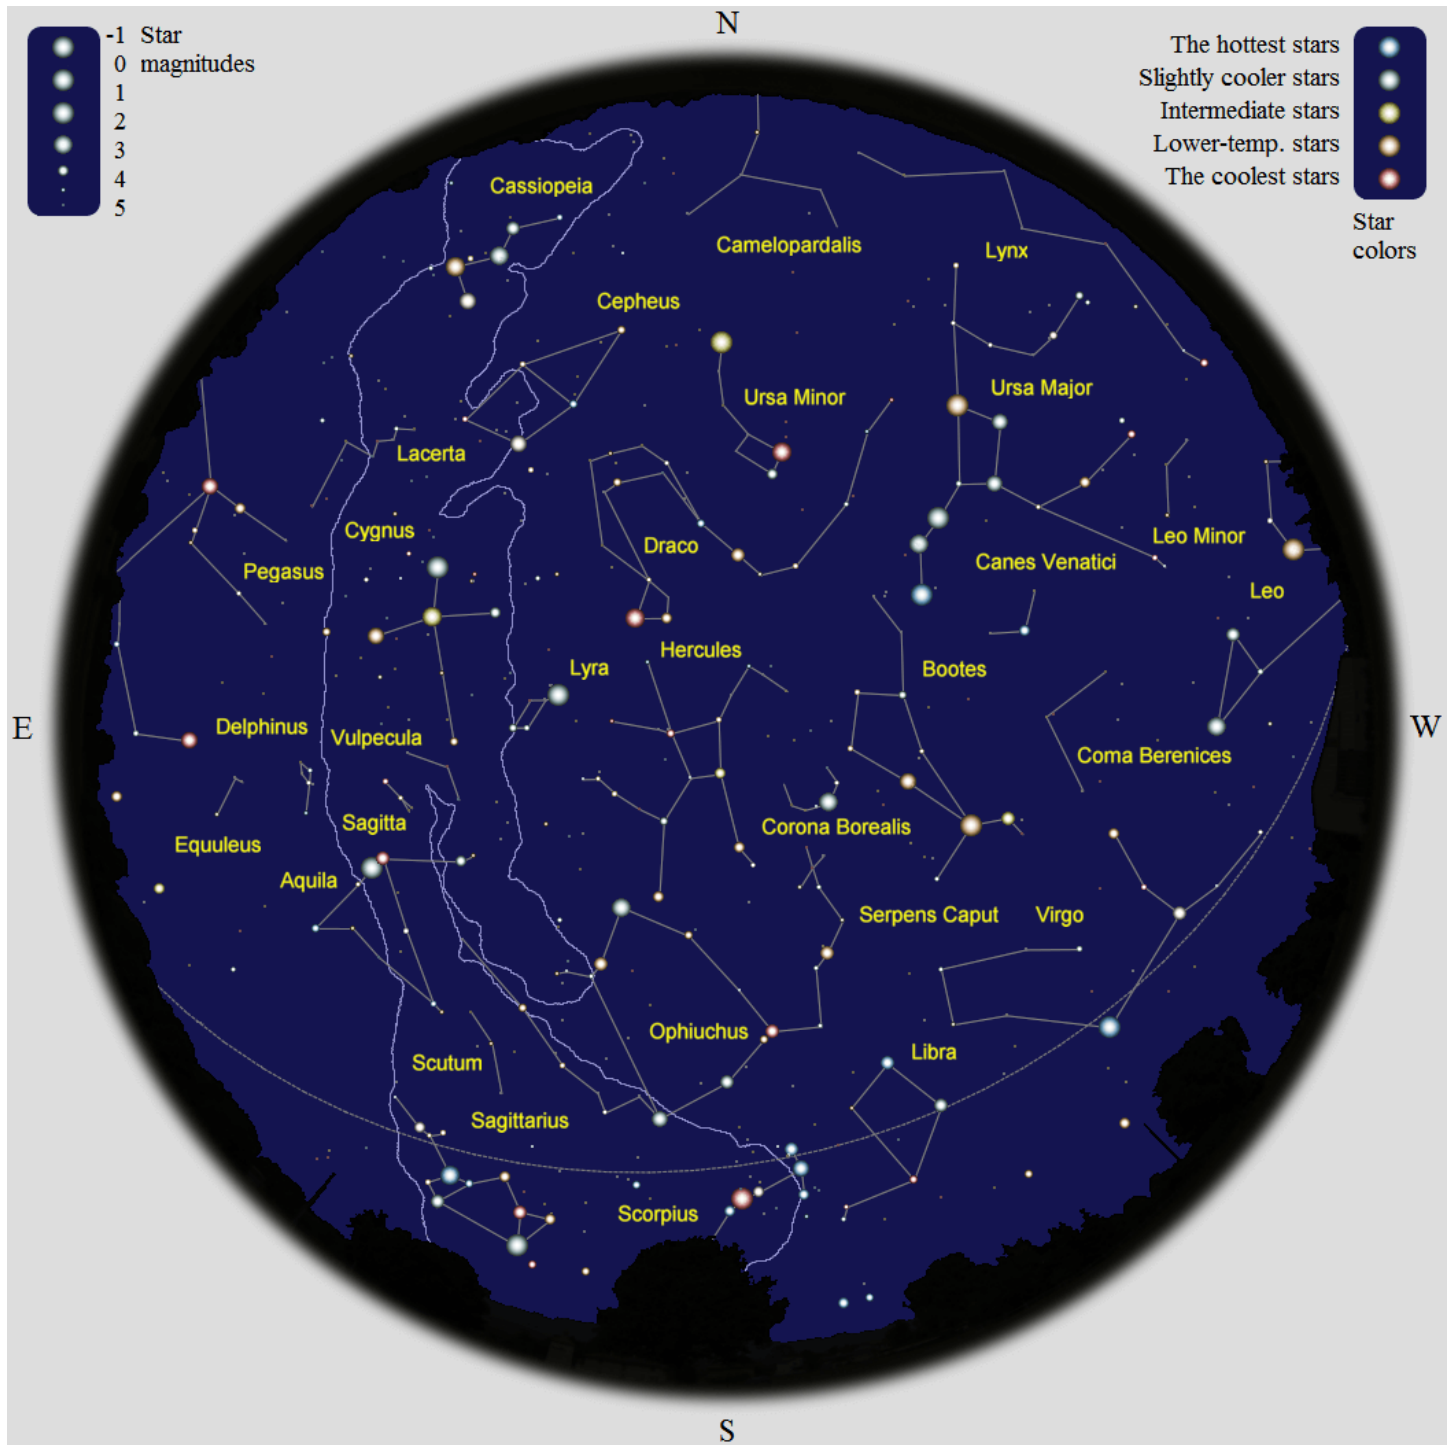 N
-1 Star
0 magnitudes
1
2
3
4
5
The hottest stars
Slightly cooler stars
Intermediate stars
Lower-temp. stars
The coolest stars
Star
colors
Cassiopeia
Camelopardalis
Lynx
Cepheus
Ursa Major
Ursa Minor
Lacerta
Cygnus
Draco
Leo Minor
Canes Venatici
Pegasus
Leo
Hercules
Lyra
Bootes
E
Delphinus
Vulpecula
W
Coma Berenices
Sagitta
Corona Borealis
Equuleus
Aquila
Serpens Caput
Virgo
Ophiuchus
Libra
Scutum
Sagittarius
Scorpius
S